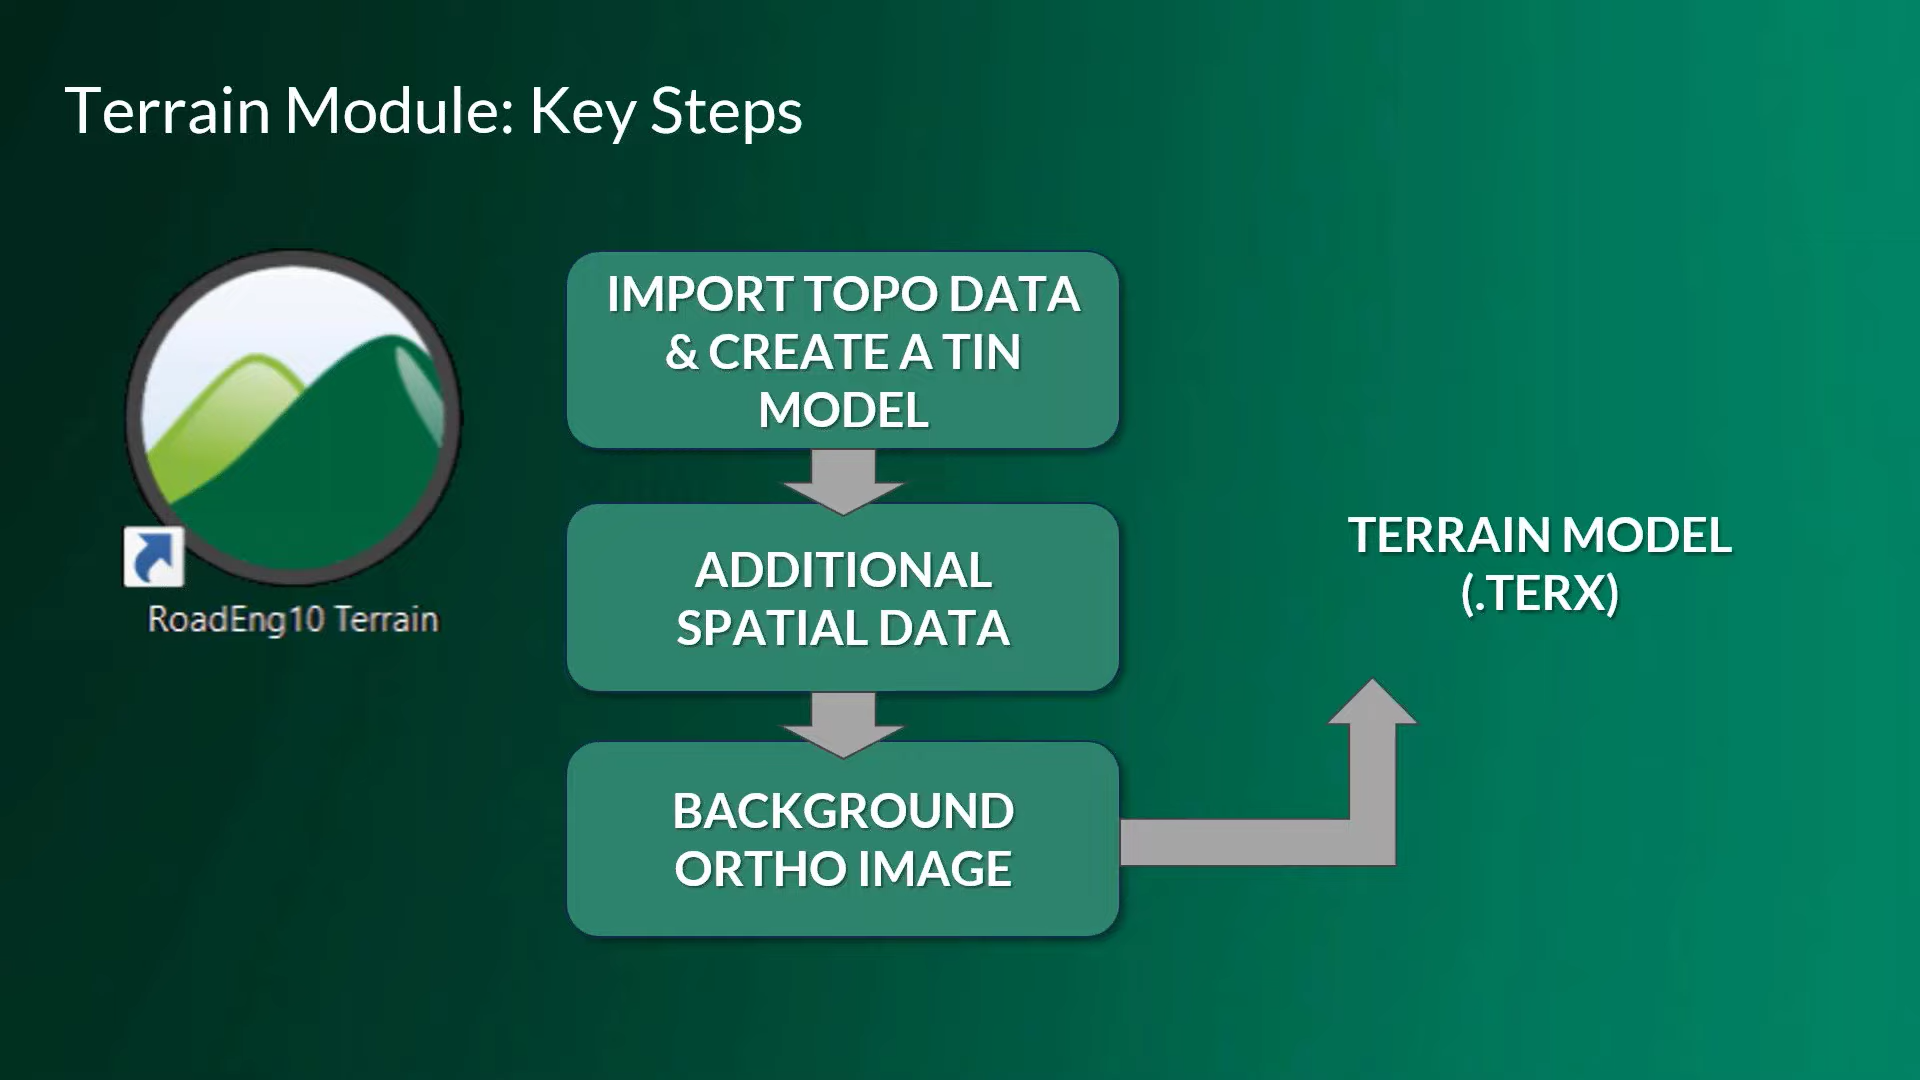 Terrain Module: Key Steps
RoadEng10 Terrain
IMPORT TOPO DATA
& CREATE A TIN
MODEL
ADDITIONAL
SPATIAL DATA
BACKGROUND
ORTHO IMAGE
TERRAIN MODEL
(.TERX)